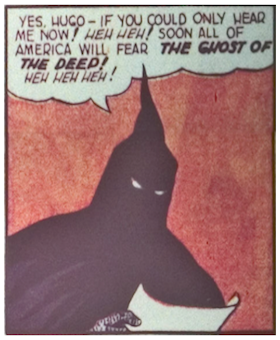 YES, HUGO - IF YOU COULD ONLY HEAR
ME NOW! HEH HEH! SOON ALL OF
AMERICA WILL FEAR THE GHOST OF
THE DEEP!
HEH HEH HEH!